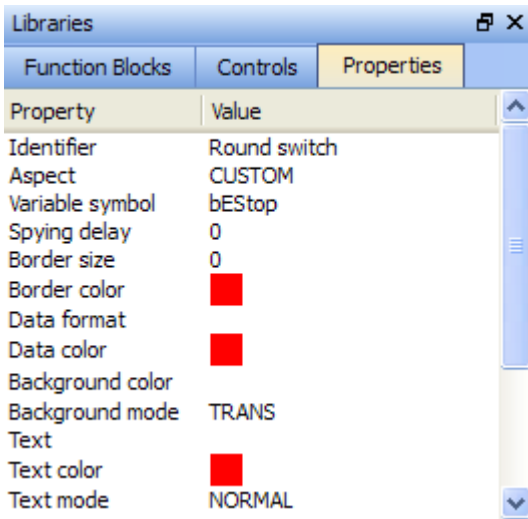 Libraries
Function Blocks Controls Properties
Property Value
Identifier Round switch
Aspect CUSTOM
Variable symbol bEStop
Spying delay 0
Border size 0
Border color
Data format
Data color
Background color
Background mode TRANS
Text
Text color
Text mode NORMAL